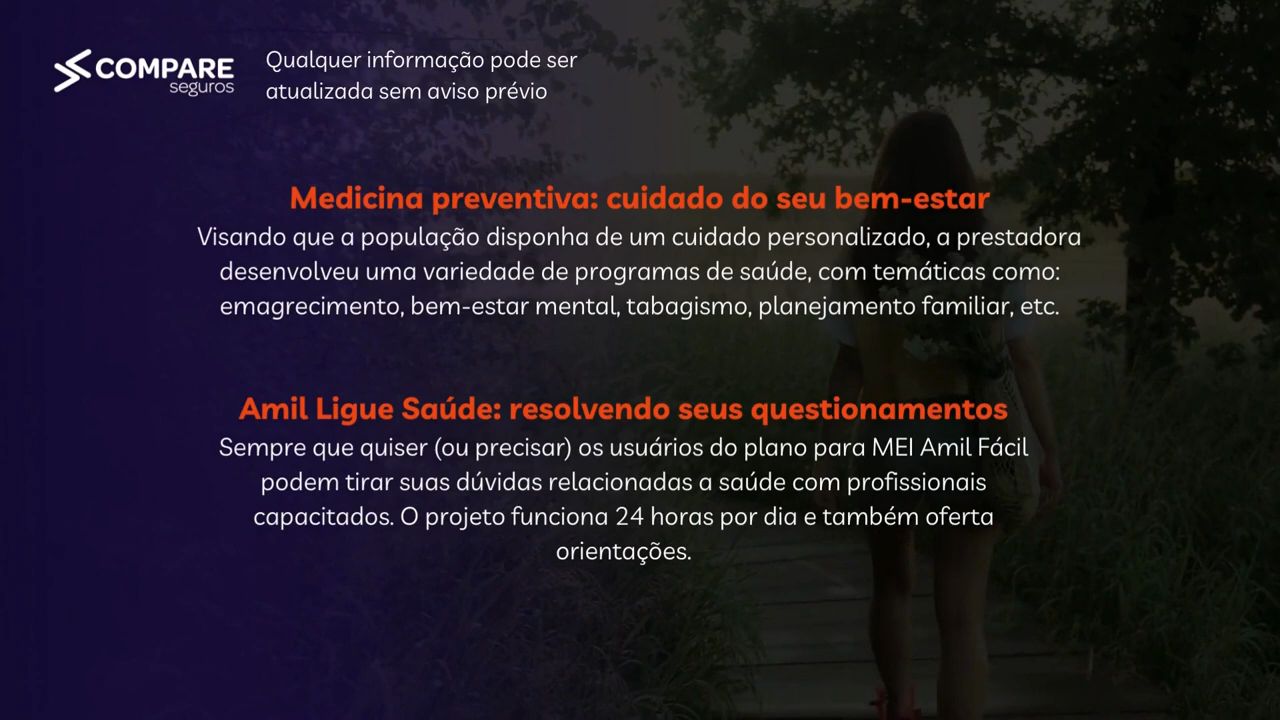 COMPARE
seguros
Qualquer informação pode ser
atualizada sem aviso prévio
Medicina preventiva: cuidado do seu bem-estar
Visando que a população disponha de um cuidado personalizado, a prestadora
desenvolveu uma variedade de programas de saúde, com temáticas como:
emagrecimento, bem-estar mental, tabagismo, planejamento familiar, etc.
Amil Ligue Saúde: resolvendo seus questionamentos
Sempre que quiser (ou precisar) os usuários do plano para MEI Amil Fácil
podem tirar suas dúvidas relacionadas a saúde com profissionais
capacitados. O projeto funciona 24 horas por dia e também oferta
orientações.